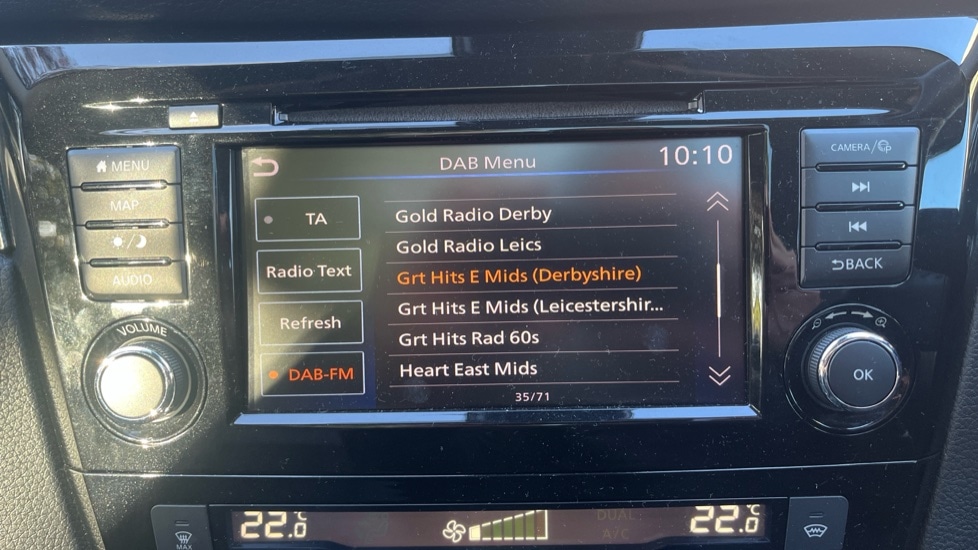 MENU
MAP
AUDIO
VOLUME
DAB Menu
10:10
TA
Radio Text
Refresh
DAB-FM
Gold Radio Derby
Gold Radio Leics
Grt Hits E Mids (Derbyshire)
Grt Hits E Mids (Leicestershir...
Grt Hits Rad 60s
Heart East Mids
35/71
CAMERA/
BACK
OK
MAX
22.0°C
DUAL
A/C
22.0°C